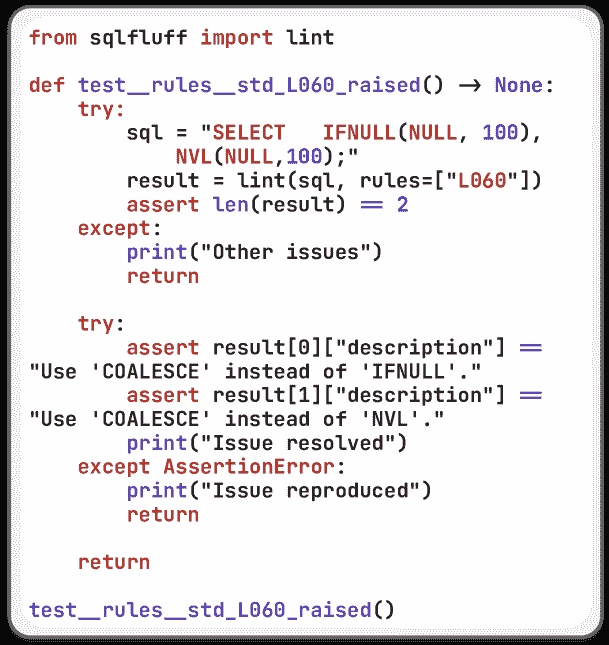 from sqlfluff import lint

def test__rules__std_L060_raised() -> None:
    try:
        sql = "SELECT   IFNULL(NULL, 100),
            NVL(NULL,100);"
        result = lint(sql, rules=["L060"])
        assert len(result) == 2
    except:
        print("Other issues")
        return

    try:
        assert result[0]["description"] ==
"Use 'COALESCE' instead of 'IFNULL'."
        assert result[1]["description"] ==
"Use 'COALESCE' instead of 'NVL'."
        print("Issue resolved")
    except AssertionError:
        print("Issue reproduced")
        return

    return

test__rules__std_L060_raised()